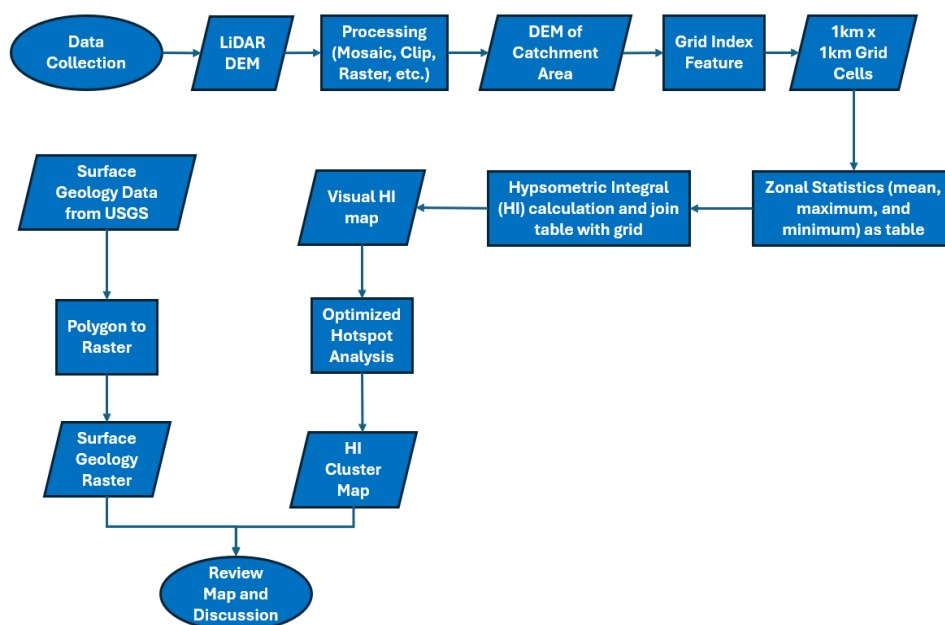 Data
Collection
LiDAR
DEM
Processing
(Mosaic, Clip,
Raster, etc.)
DEM of
Catchment
Area
Grid Index
Feature
1km x
1km Grid
Cells
Surface
Geology Data
from USGS
Visual HI
map
Hypsometric Integral
(HI) calculation and join
table with grid
Zonal Statistics (mean,
maximum, and
minimum) as table
Polygon to
Raster
Optimized
Hotspot
Analysis
Surface
Geology
Raster
HI
Cluster
Map
Review
Map and
Discussion